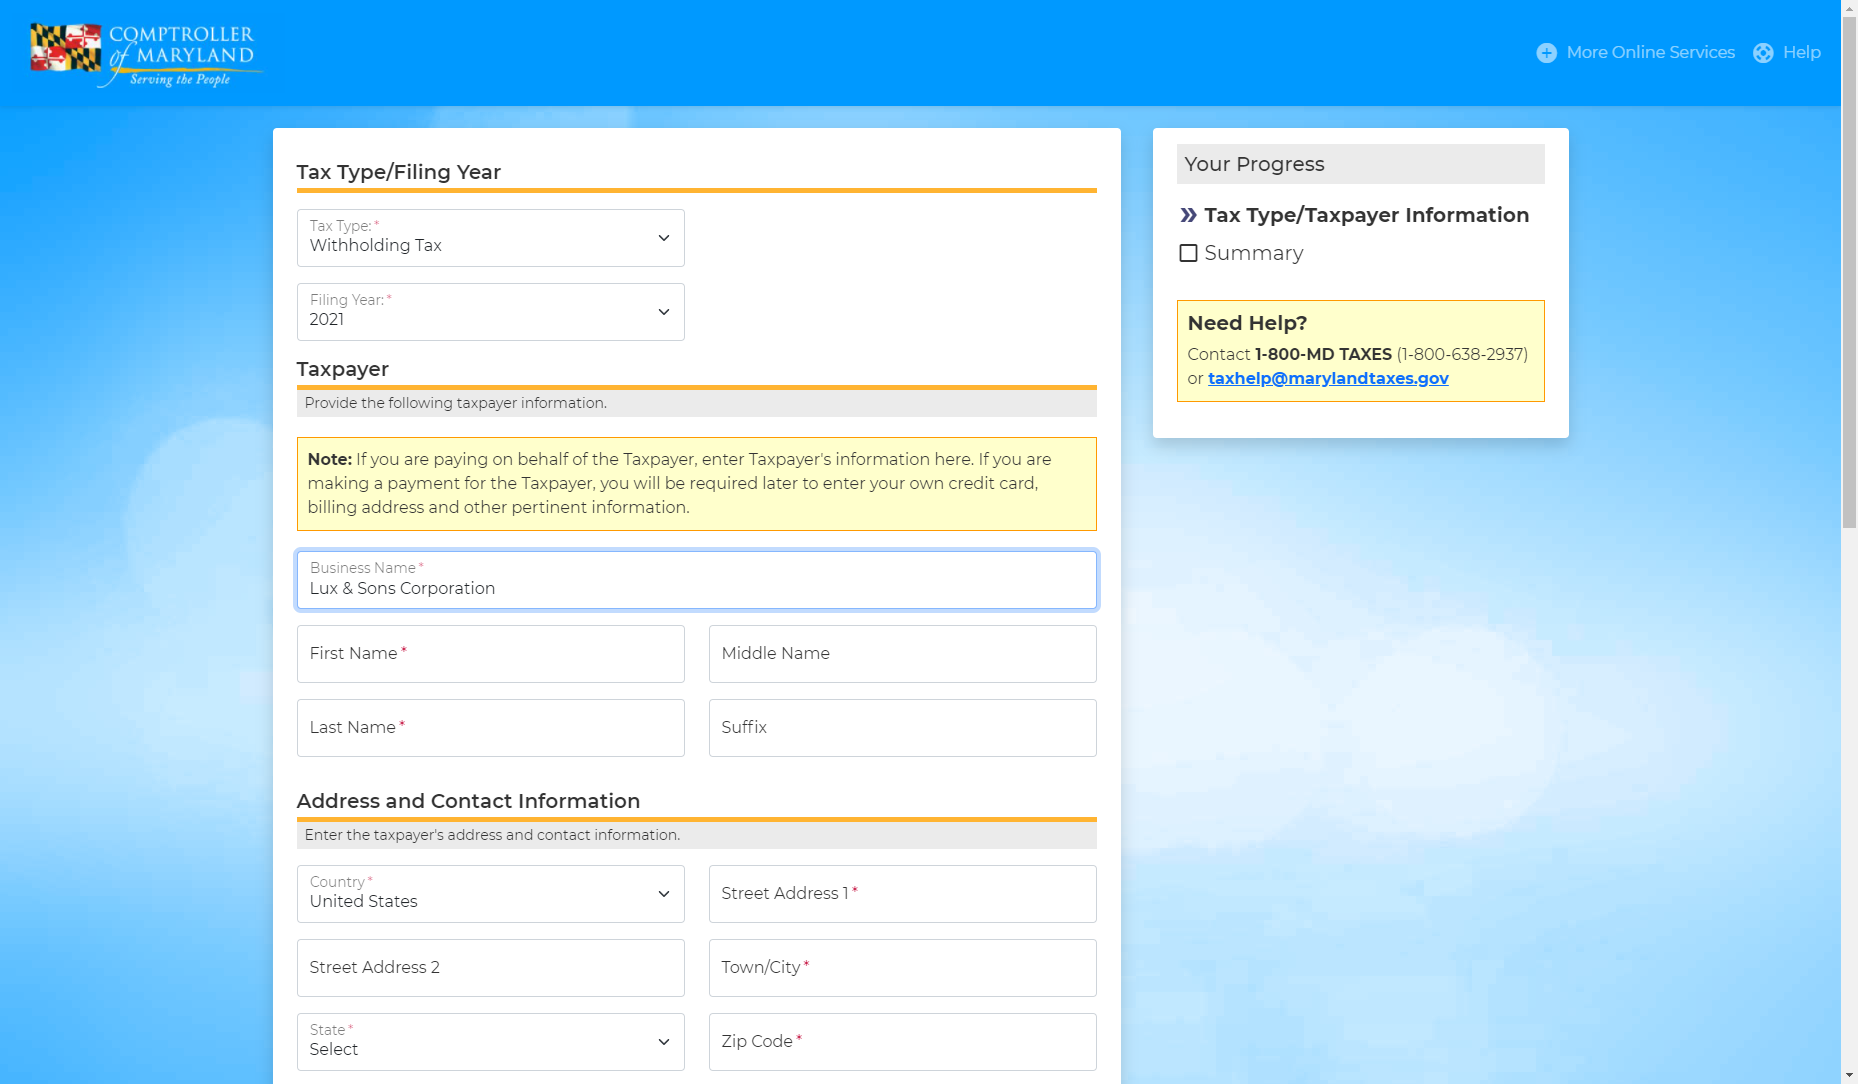 COMPTROLLER
of MARYLAND
Serving the People
More Online Services
Help
Tax Type/Filing Year
Tax Type:*
Withholding Tax
Filing Year:*
2021
Taxpayer
Provide the following taxpayer information.
Note: If you are paying on behalf of the Taxpayer, enter Taxpayer's information here. If you are
making a payment for the Taxpayer, you will be required later to enter your own credit card,
billing address and other pertinent information.
Business Name*
Lux & Sons Corporation
First Name*
Middle Name
Last Name*
Suffix
Address and Contact Information
Enter the taxpayer's address and contact information.
Country*
United States
Street Address 1*
Street Address 2
Town/City*
State*
Select
Zip Code*
Your Progress
Tax Type/Taxpayer Information
Summary
Need Help?
Contact 1-800-MD TAXES (1-800-638-2937)
or taxhelp@marylandtaxes.gov